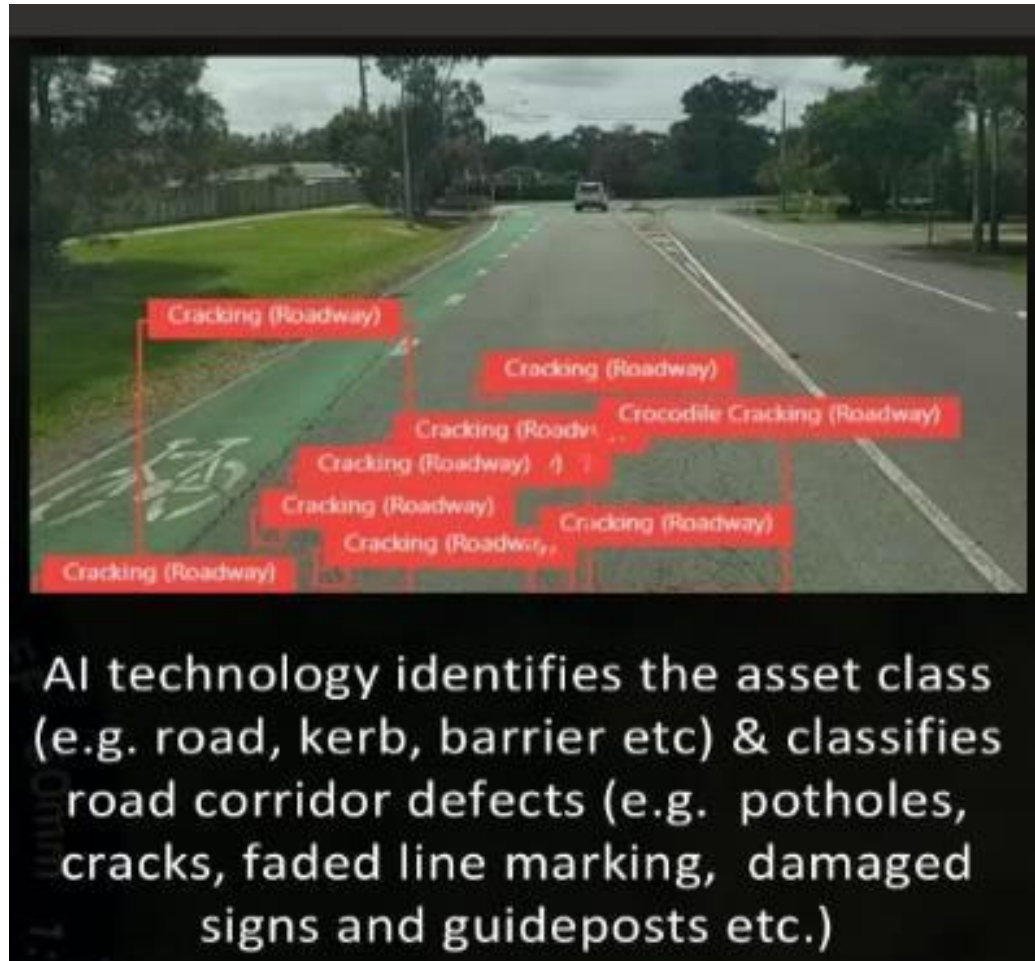 Cracking (Roadway)
Cracking (Roadway)
Crocodile Cracking (Roadway)
Cracking
Cracking (Roadway)
Cracking (Roadway)
Cracking (Roadway)
Cracking
Cracking (Roadway)
AI technology identifies the asset class
(e.g. road, kerb, barrier etc) & classifies
road corridor defects (e.g. potholes,
cracks, faded line marking, damaged
signs and guideposts etc.)